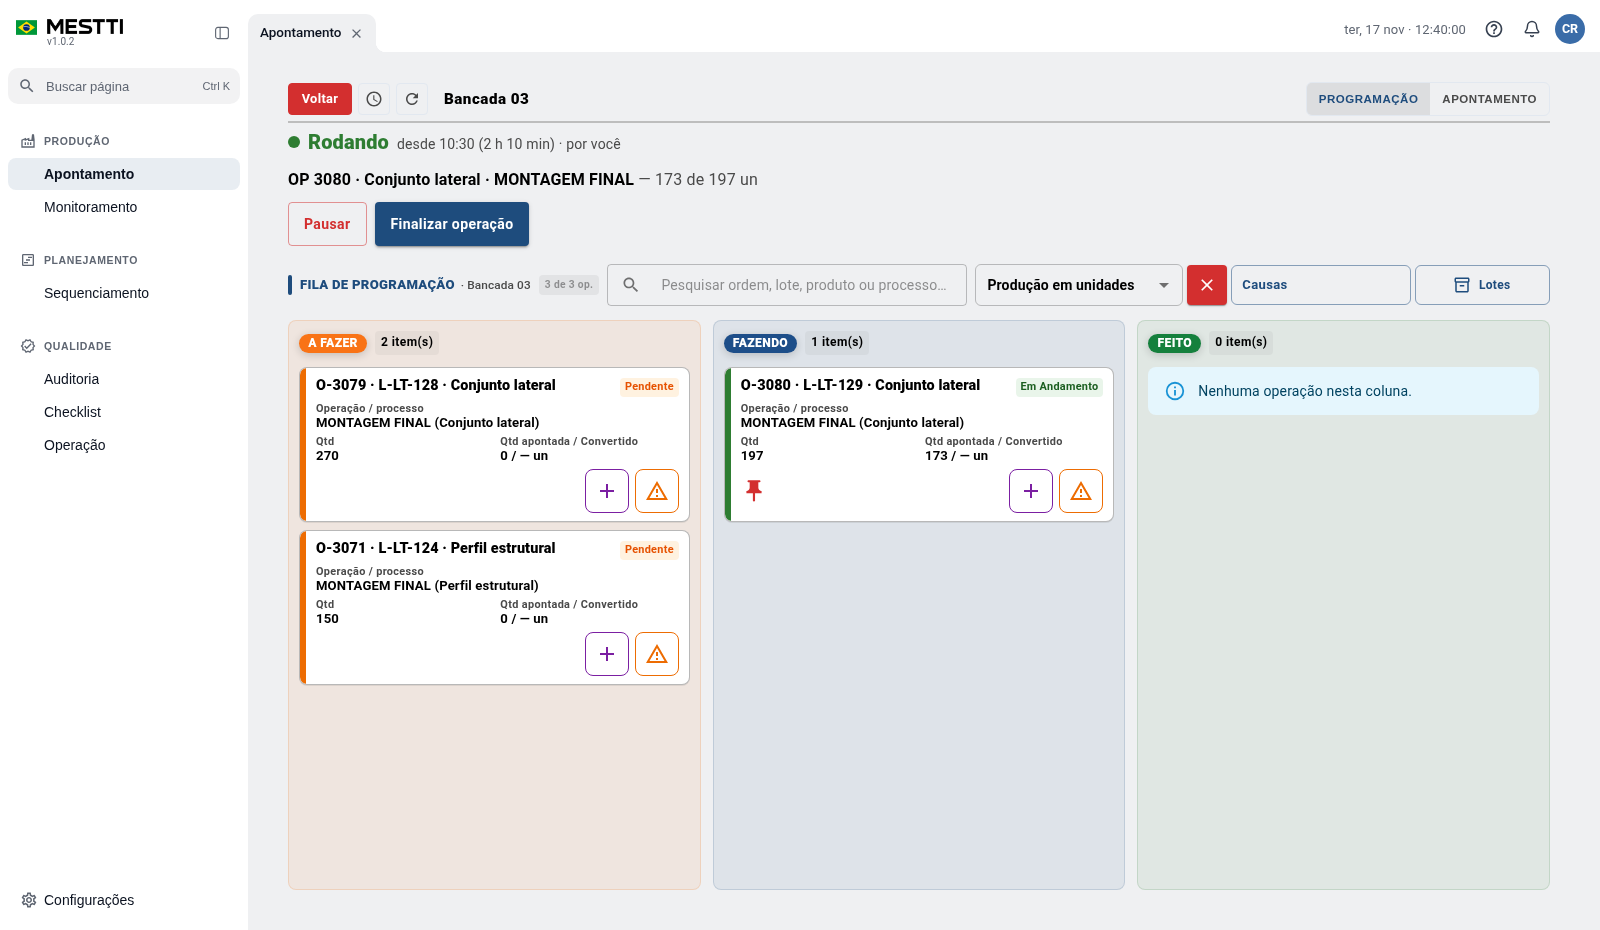 MESTTI
v1.0.2
Buscar página Ctrl K
PRODUÇÃO
Apontamento
Monitoramento
PLANEJAMENTO
Sequenciamento
QUALIDADE
Auditoria
Checklist
Operação
Configurações
Apontamento
ter, 17 nov · 12:40:00
CR
Voltar
Bancada 03
PROGRAMAÇÃO APONTAMENTO
Rodando desde 10:30 (2 h 10 min) · por você
OP 3080 · Conjunto lateral · MONTAGEM FINAL — 173 de 197 un
Pausar
Finalizar operação
FILA DE PROGRAMAÇÃO · Bancada 03 3 de 3 op.
Pesquisar ordem, lote, produto ou processo...
Produção em unidades
Causas
Lotes
A FAZER 2 item(s)
O-3079 · L-LT-128 · Conjunto lateral Pendente
Operação / processo
MONTAGEM FINAL (Conjunto lateral)
Qtd Qtd apontada / Convertido
270 0 / — un
O-3071 · L-LT-124 · Perfil estrutural Pendente
Operação / processo
MONTAGEM FINAL (Perfil estrutural)
Qtd Qtd apontada / Convertido
150 0 / — un
FAZENDO 1 item(s)
O-3080 · L-LT-129 · Conjunto lateral Em Andamento
Operação / processo
MONTAGEM FINAL (Conjunto lateral)
Qtd Qtd apontada / Convertido
197 173 / — un
FEITO 0 item(s)
Nenhuma operação nesta coluna.